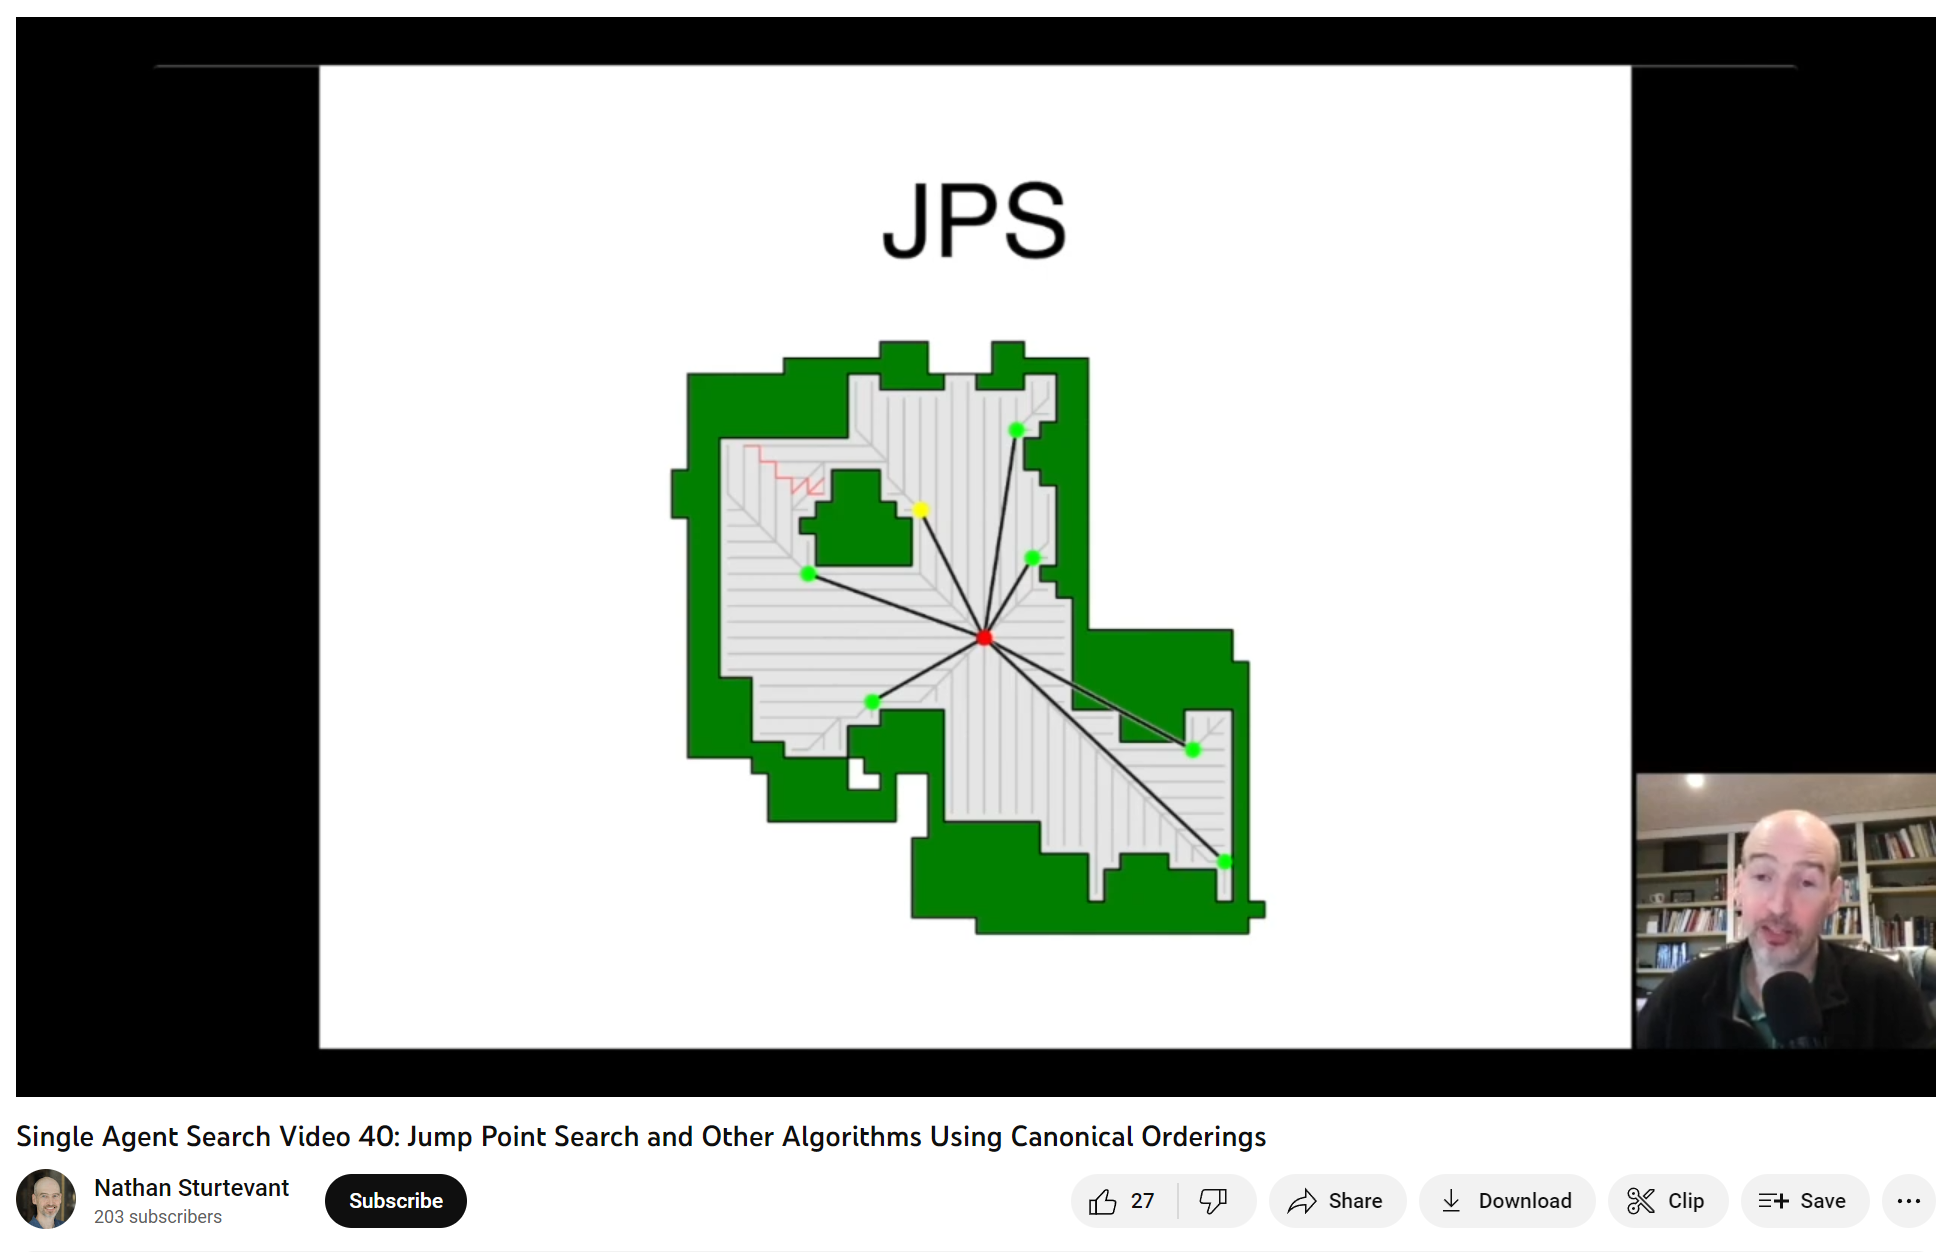 JPS
Single Agent Search Video 40: Jump Point Search and Other Algorithms Using Canonical Orderings
Nathan Sturtevant
203 subscribers
Subscribe
27
Share
Download
Clip
Save